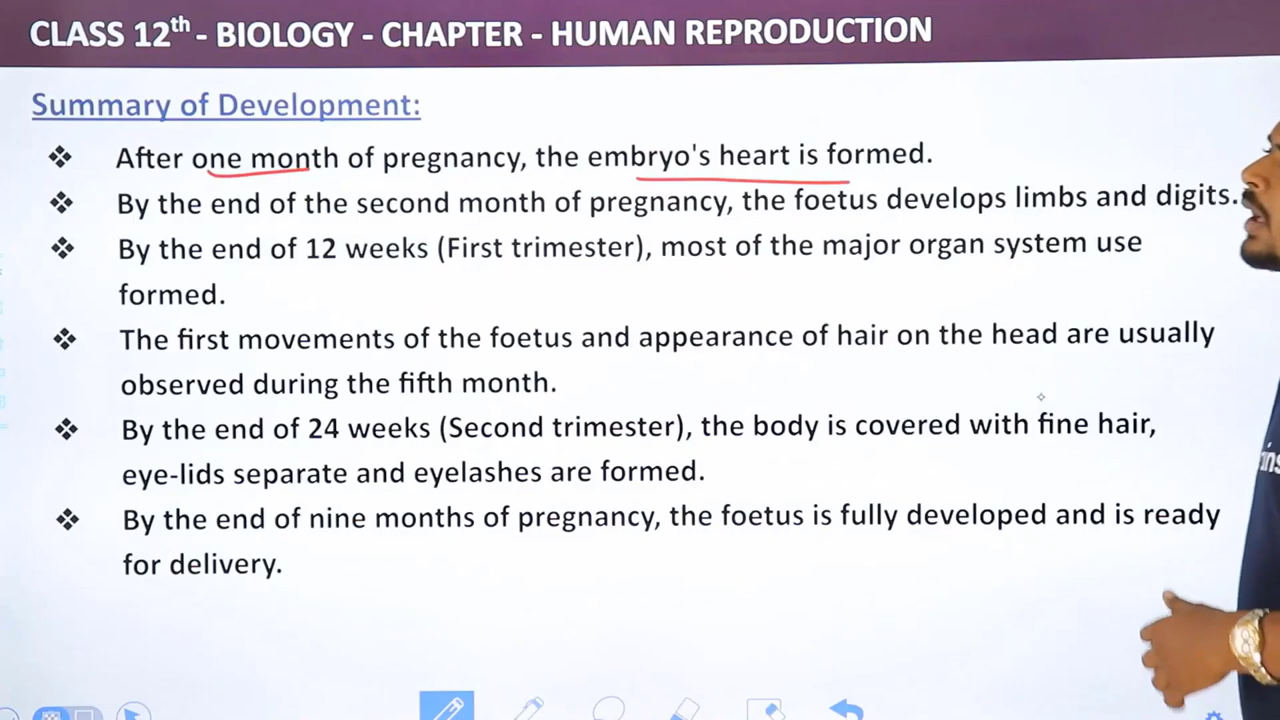 CLASS 12th - BIOLOGY - CHAPTER - HUMAN REPRODUCTION
Summary of Development:
❖ After one month of pregnancy, the embryo's heart is formed.
❖ By the end of the second month of pregnancy, the foetus develops limbs and digits.
❖ By the end of 12 weeks (First trimester), most of the major organ system use
formed.
❖ The first movements of the foetus and appearance of hair on the head are usually
observed during the fifth month.
❖ By the end of 24 weeks (Second trimester), the body is covered with fine hair,
eye-lids separate and eyelashes are formed.
❖ By the end of nine months of pregnancy, the foetus is fully developed and is ready
for delivery.